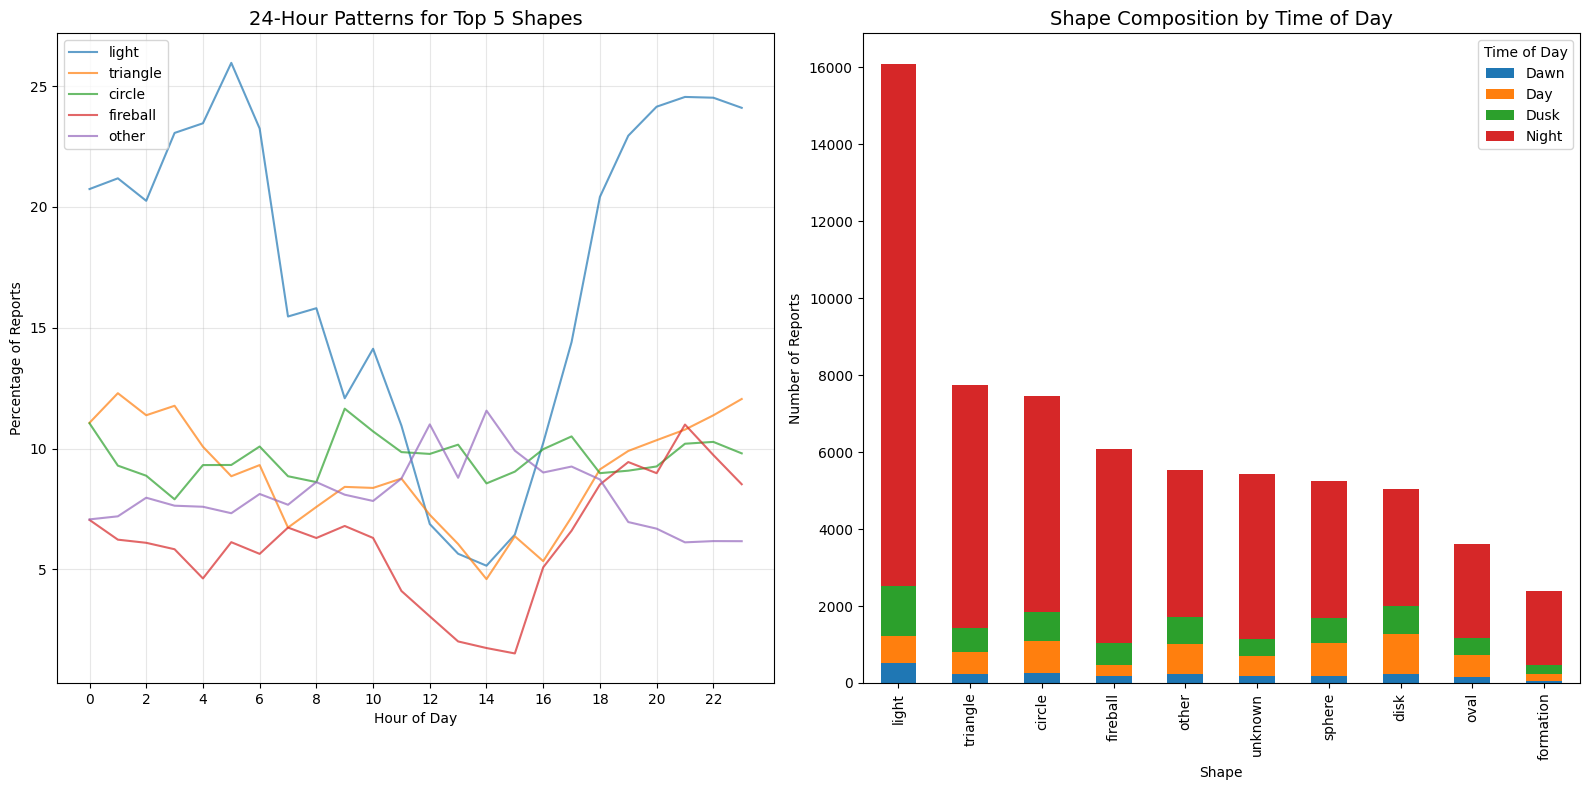 24-Hour Patterns for Top 5 Shapes
light
triangle
circle
fireball
other
Percentage of Reports
25
20
15
10
5
0 2 4 6 8 10 12 14 16 18 20 22
Hour of Day
Shape Composition by Time of Day
Time of Day
Dawn
Day
Dusk
Night
Number of Reports
16000
14000
12000
10000
8000
6000
4000
2000
0
light triangle circle fireball other unknown sphere disk oval formation
Shape